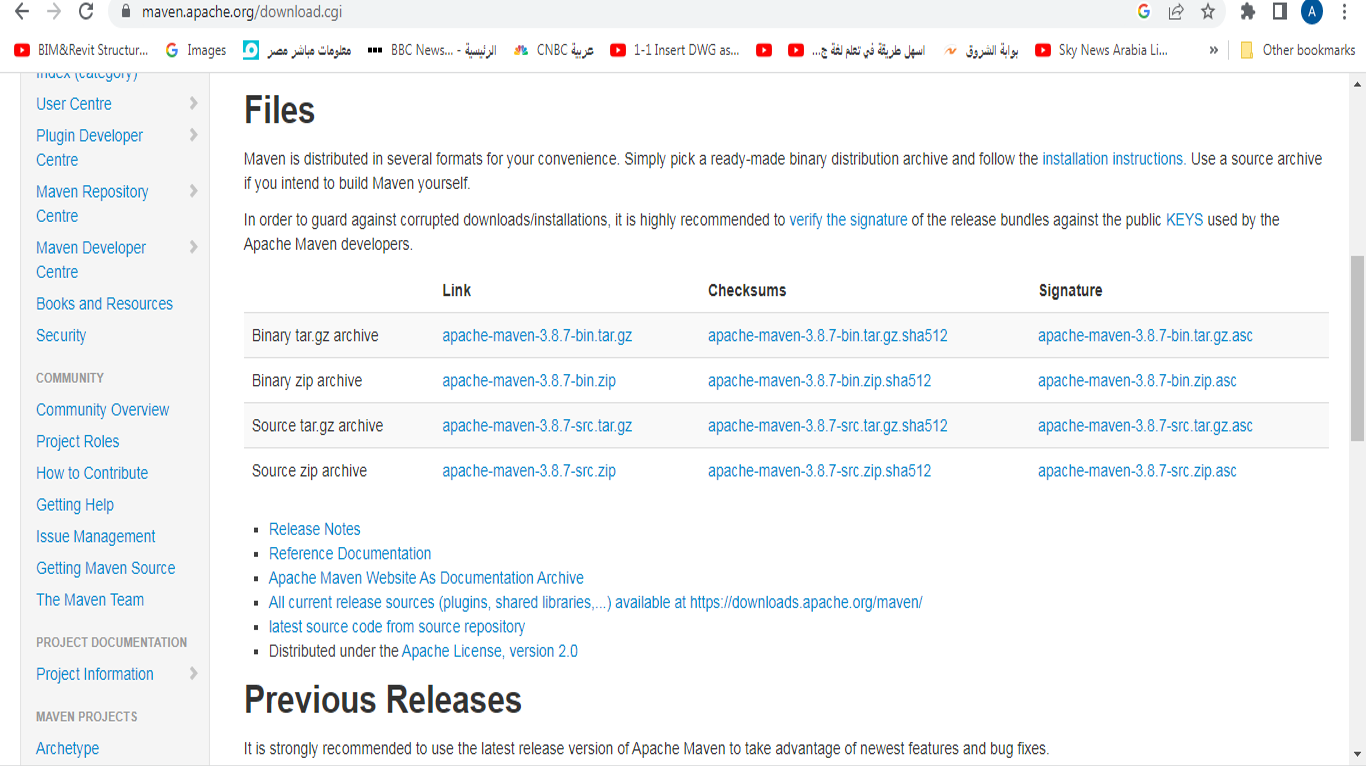 maven.apache.org/download.cgi
A
BIM&Revit Structur...
Images
معلومات مباشر مصر
BBC News... - الرئيسية
CNBC عربية
1-1 Insert DWG as...
اسهل طريقة في تعلم لغة ج...
بوابة الشروق
Sky News Arabia Li...
»
Other bookmarks
Index (category)
User Centre
Plugin Developer
Centre
Maven Repository
Centre
Maven Developer
Centre
Books and Resources
Security
COMMUNITY
Community Overview
Project Roles
How to Contribute
Getting Help
Issue Management
Getting Maven Source
The Maven Team
PROJECT DOCUMENTATION
Project Information
MAVEN PROJECTS
Archetype
Files
Maven is distributed in several formats for your convenience. Simply pick a ready-made binary distribution archive and follow the installation instructions. Use a source archive
if you intend to build Maven yourself.
In order to guard against corrupted downloads/installations, it is highly recommended to verify the signature of the release bundles against the public KEYS used by the
Apache Maven developers.
Link Checksums Signature
Binary tar.gz archive apache-maven-3.8.7-bin.tar.gz apache-maven-3.8.7-bin.tar.gz.sha512 apache-maven-3.8.7-bin.tar.gz.asc
Binary zip archive apache-maven-3.8.7-bin.zip apache-maven-3.8.7-bin.zip.sha512 apache-maven-3.8.7-bin.zip.asc
Source tar.gz archive apache-maven-3.8.7-src.tar.gz apache-maven-3.8.7-src.tar.gz.sha512 apache-maven-3.8.7-src.tar.gz.asc
Source zip archive apache-maven-3.8.7-src.zip apache-maven-3.8.7-src.zip.sha512 apache-maven-3.8.7-src.zip.asc
Release Notes
Reference Documentation
Apache Maven Website As Documentation Archive
All current release sources (plugins, shared libraries,...) available at https://downloads.apache.org/maven/
latest source code from source repository
Distributed under the Apache License, version 2.0
Previous Releases
It is strongly recommended to use the latest release version of Apache Maven to take advantage of newest features and bug fixes.